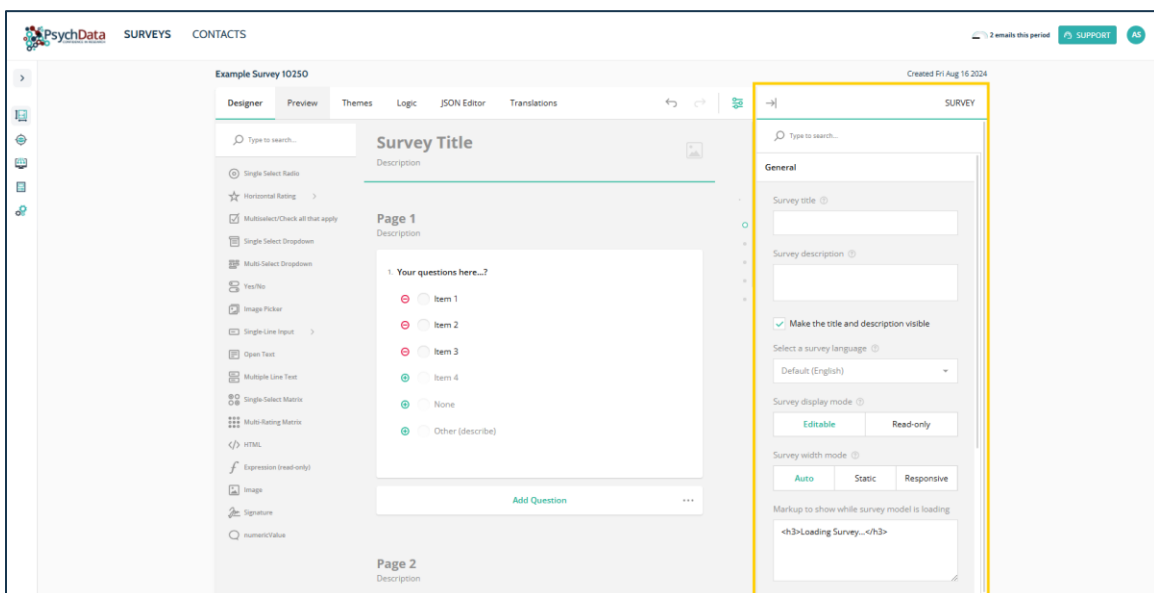 PsychData
SURVEYS
CONTACTS
2 emails this period
SUPPORT
AS
Example Survey 10250
Created Fri Aug 16 2024
Designer
Preview
Themes
Logic
JSON Editor
Translations
SURVEY
Type to search...
Single Select Radio
Horizontal Rating
Multiselect/Check all that apply
Single Select Dropdown
Multi-Select Dropdown
Yes/No
Image Picker
Single-Line Input
Open Text
Multiple Line Text
Single-Select Matrix
Multi-Rating Matrix
HTML
Expression (read-only)
Image
Signature
numericValue
Survey Title
Description
Page 1
Description
1. Your questions here...?
Item 1
Item 2
Item 3
Item 4
None
Other (describe)
Add Question
Page 2
Description
Type to search...
General
Survey title
Survey description
Make the title and description visible
Select a survey language
Default (English)
Survey display mode
Editable
Read-only
Survey width mode
Auto
Static
Responsive
Markup to show while survey model is loading
<h3>Loading Survey...</h3>